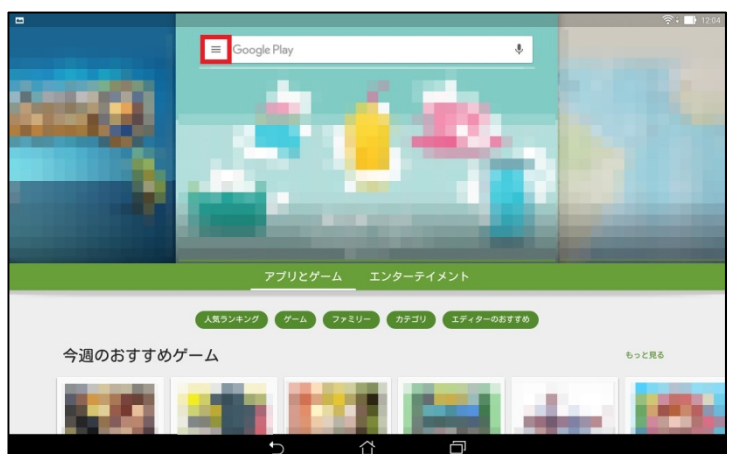 12:04
Google Play
アプリとゲーム エンターテイメント
人気ランキング ゲーム ファミリー カテゴリ エディターのおすすめ
今週のおすすめゲーム もっと見る